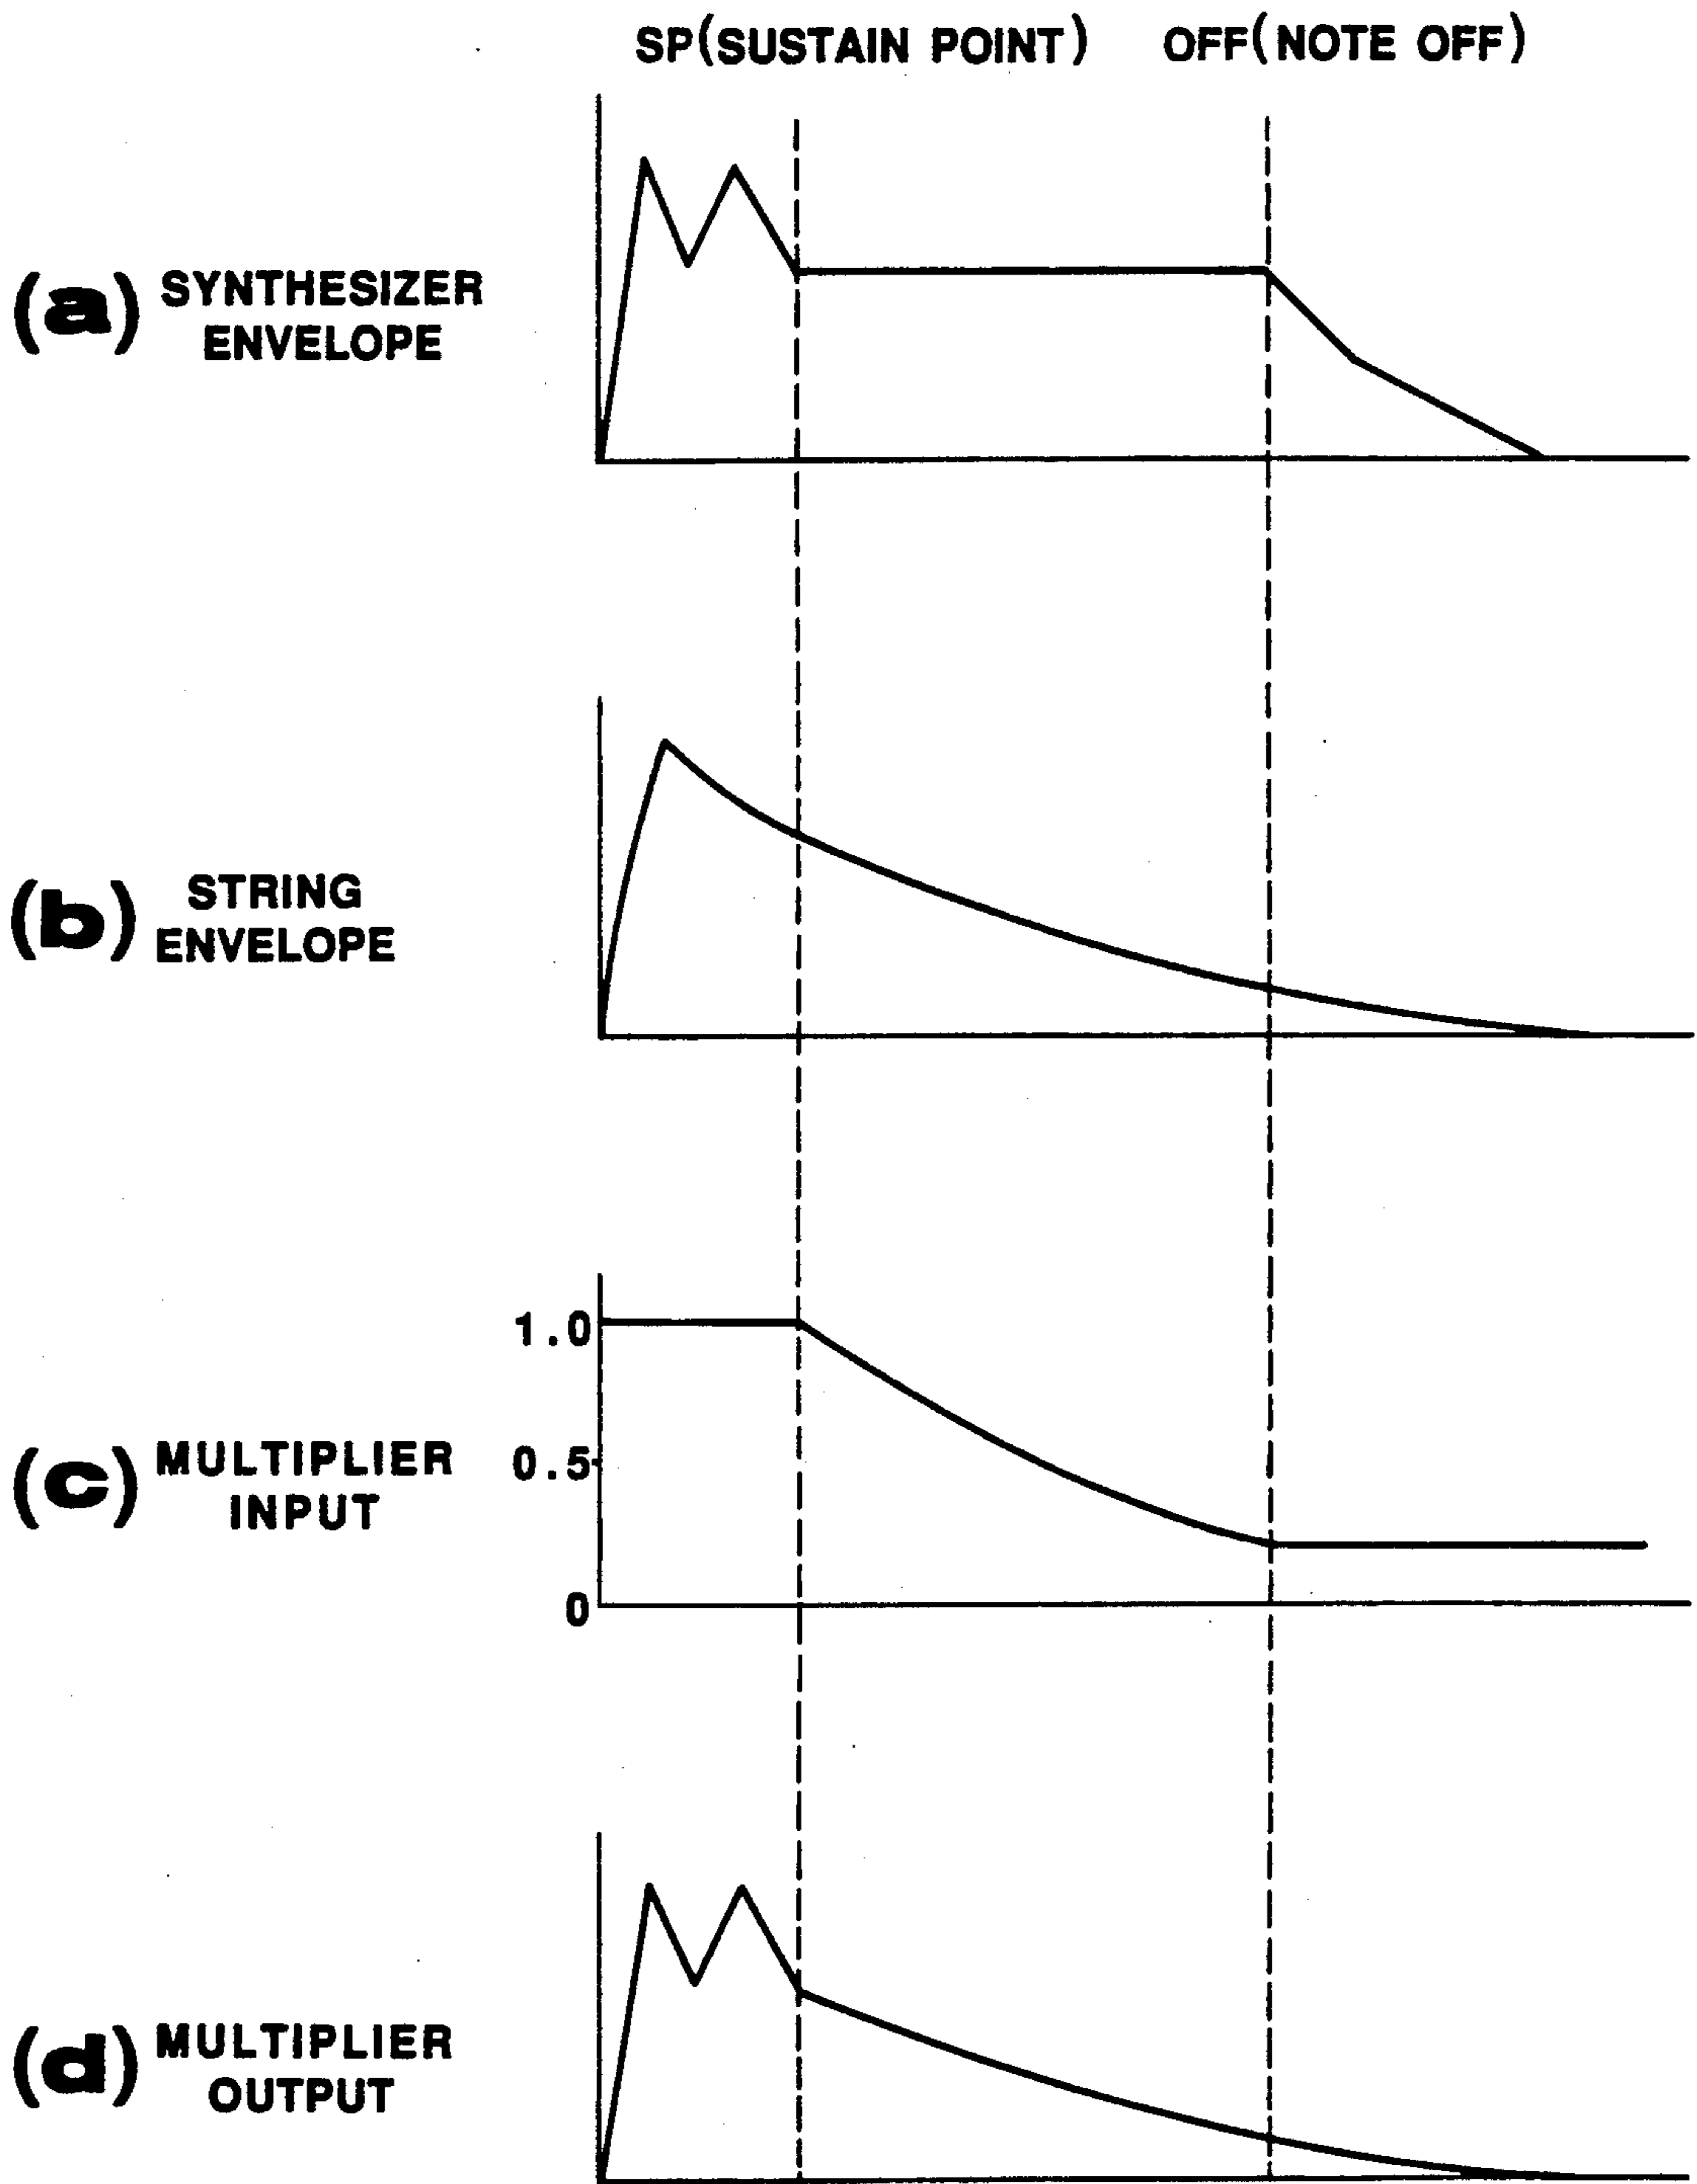 SP(SUSTAIN POINT) OFF(NOTE OFF)
(a) SYNTHESIZER
ENVELOPE
(b) STRING
ENVELOPE
1.0
(c) MULTIPLIER
INPUT
0.5
0
(d) MULTIPLIER
OUTPUT